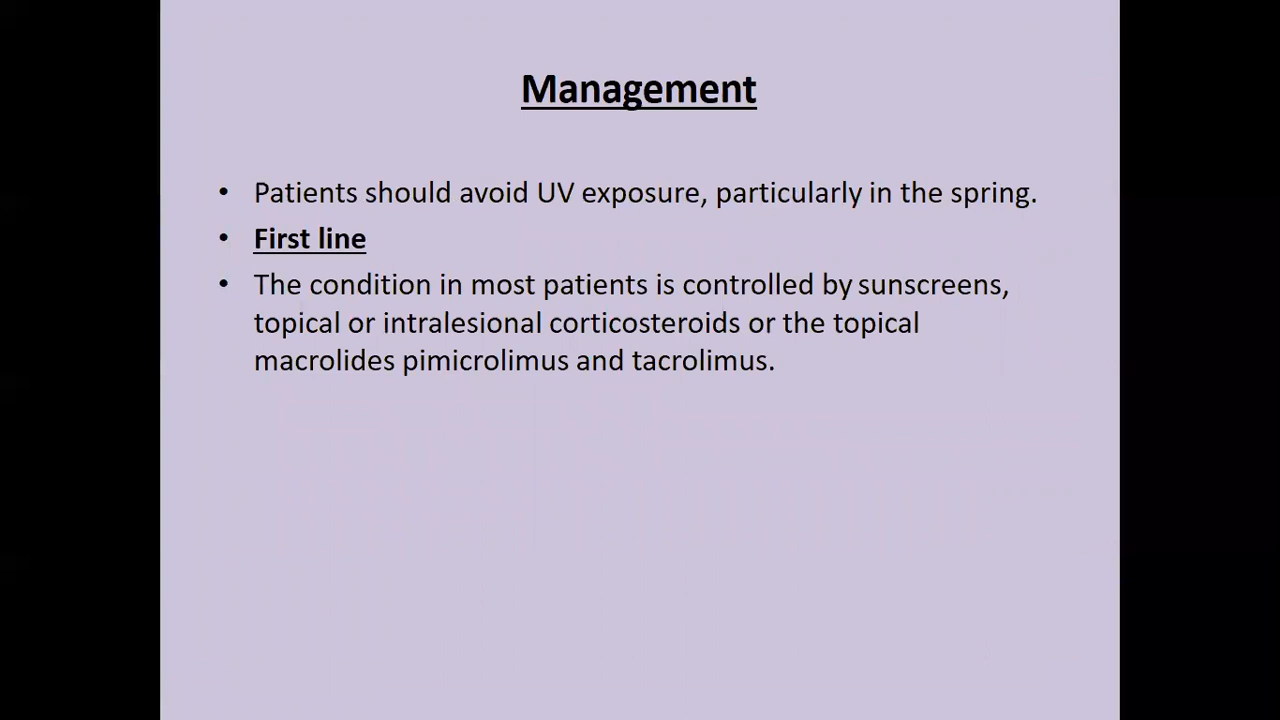 Management
• Patients should avoid UV exposure, particularly in the spring.
• First line
• The condition in most patients is controlled by sunscreens,
topical or intralesional corticosteroids or the topical
macrolides pimicrolimus and tacrolimus.